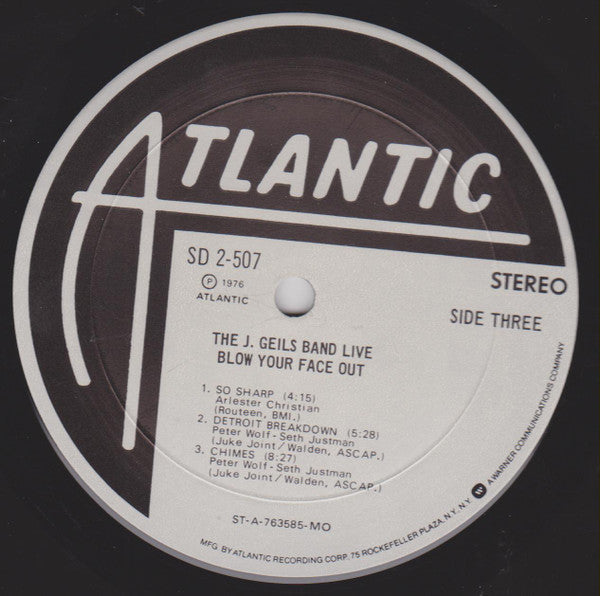 ATLANTIC
SD 2-507
Ⓟ 1976
ATLANTIC
STEREO
SIDE THREE
THE J. GEILS BAND LIVE
BLOW YOUR FACE OUT
1. SO SHARP (4:15)
Arlester Christian
(Routeen, BMI.)
2. DETROIT BREAKDOWN (5:28)
Peter Wolf-Seth Justman
(Juke Joint/Walden, ASCAP.)
3. CHIMES (8:27)
Peter Wolf-Seth Justman
(Juke Joint/Walden, ASCAP.)
ST-A-763585-MO
MFG. BY ATLANTIC RECORDING CORP. 75 ROCKEFELLER PLAZA, N.Y. N.Y. A WARNER COMMUNICATIONS COMPANY